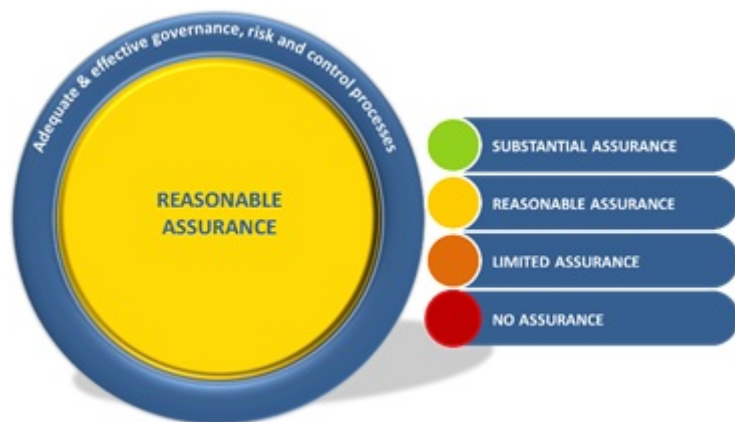 Adequate & effective governance, risk and control processes
REASONABLE
ASSURANCE
SUBSTANTIAL ASSURANCE
REASONABLE ASSURANCE
LIMITED ASSURANCE
NO ASSURANCE